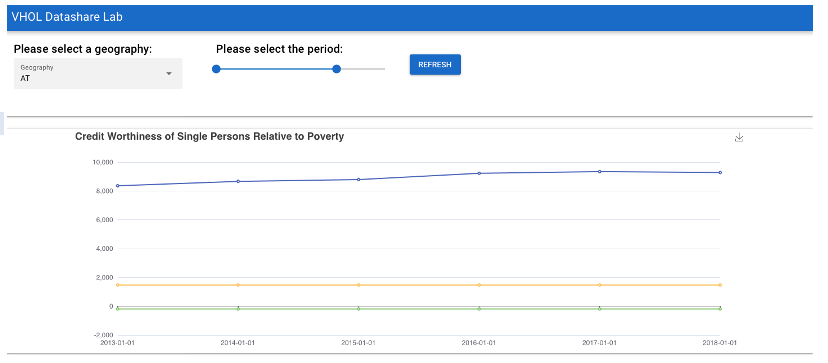 VHOL Datashare Lab
Please select a geography:
Please select the period:
Geography
AT
REFRESH
Credit Worthiness of Single Persons Relative to Poverty
10,000
8,000
6,000
4,000
2,000
0
-2,000
2013-01-01
2014-01-01
2015-01-01
2016-01-01
2017-01-01
2018-01-01